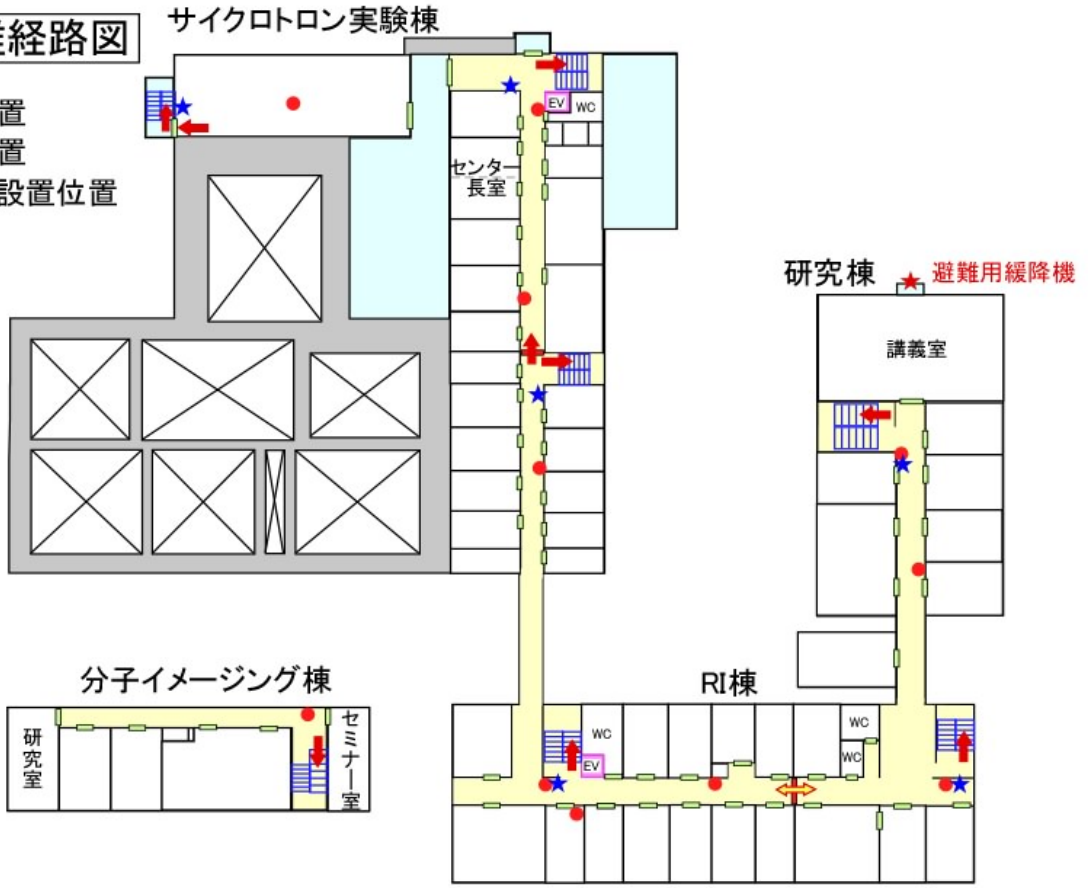 経路図
サイクロトロン実験棟
置
置
設置位置
EV
WC
センター
長室
研究棟
避難用緩降機
講義室
分子イメージング棟
研究室
セミナー室
RI棟
WC
EV
WC
WC